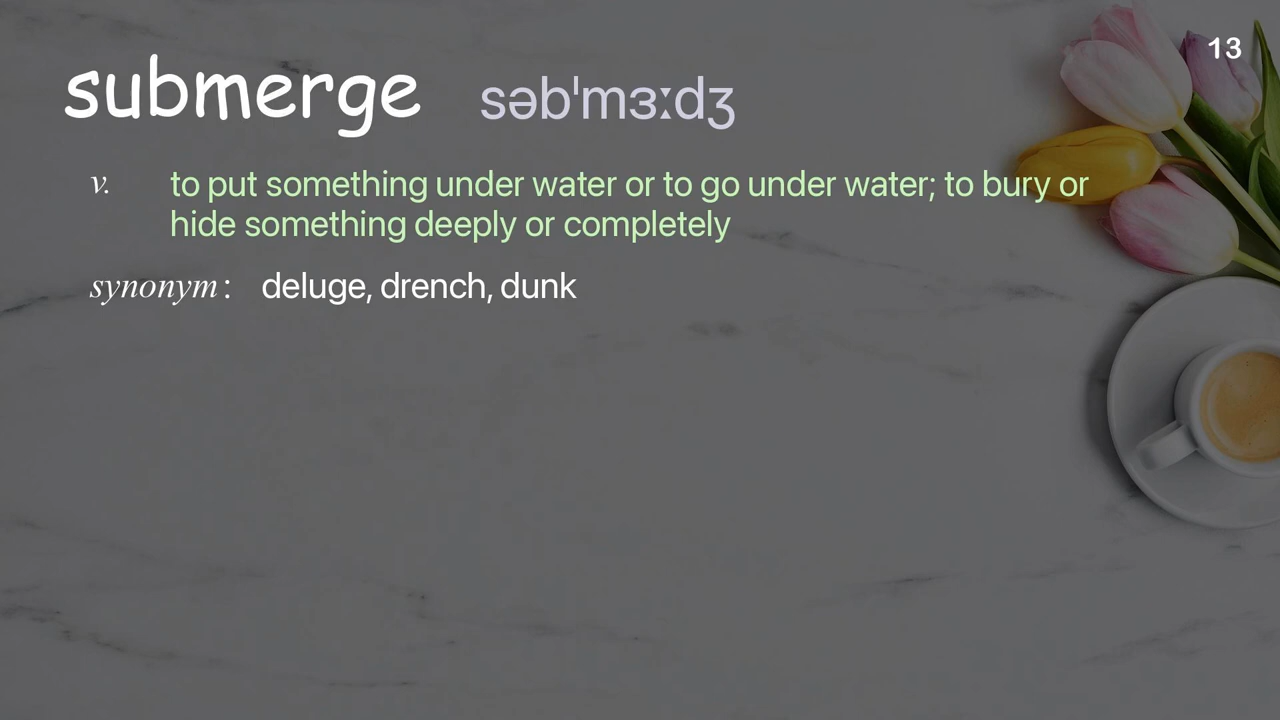 13
submerge səbˈmɜːdʒ
v. to put something under water or to go under water; to bury or
hide something deeply or completely
synonym : deluge, drench, dunk